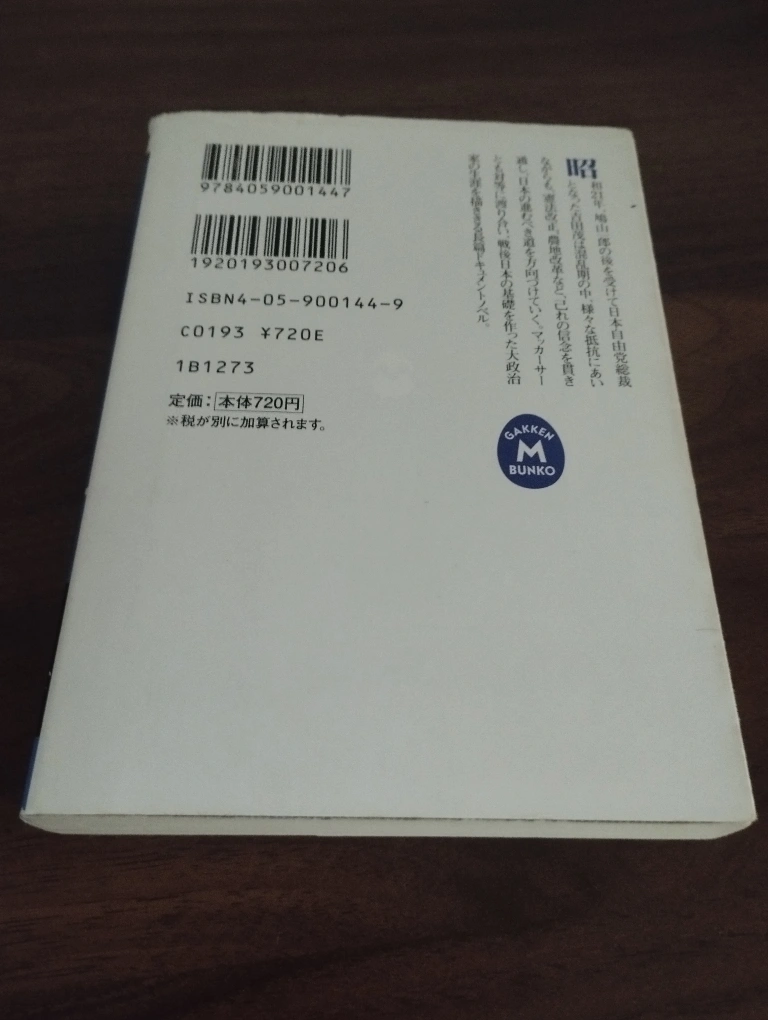 昭和21年、鳩山一郎の後を受けて日本自由党総裁
となった吉田茂は混乱期の中、様々な抵抗にあい
ながらも、憲法改正、農地改革など、己れの信念を貫き
通し、日本の進むべき道を方向づけていく。マッカーサー
とも対等に渡り合い、戦後日本の基礎を作った大政治
家の生涯を描ききる長篇ドキュメントノベル。
9784059001447
1920193007206
ISBN4-05-900144-9
C0193 ¥720E
1B1273
定価:本体720円
※税が別に加算されます。
GAKKEN
M
BUNKO